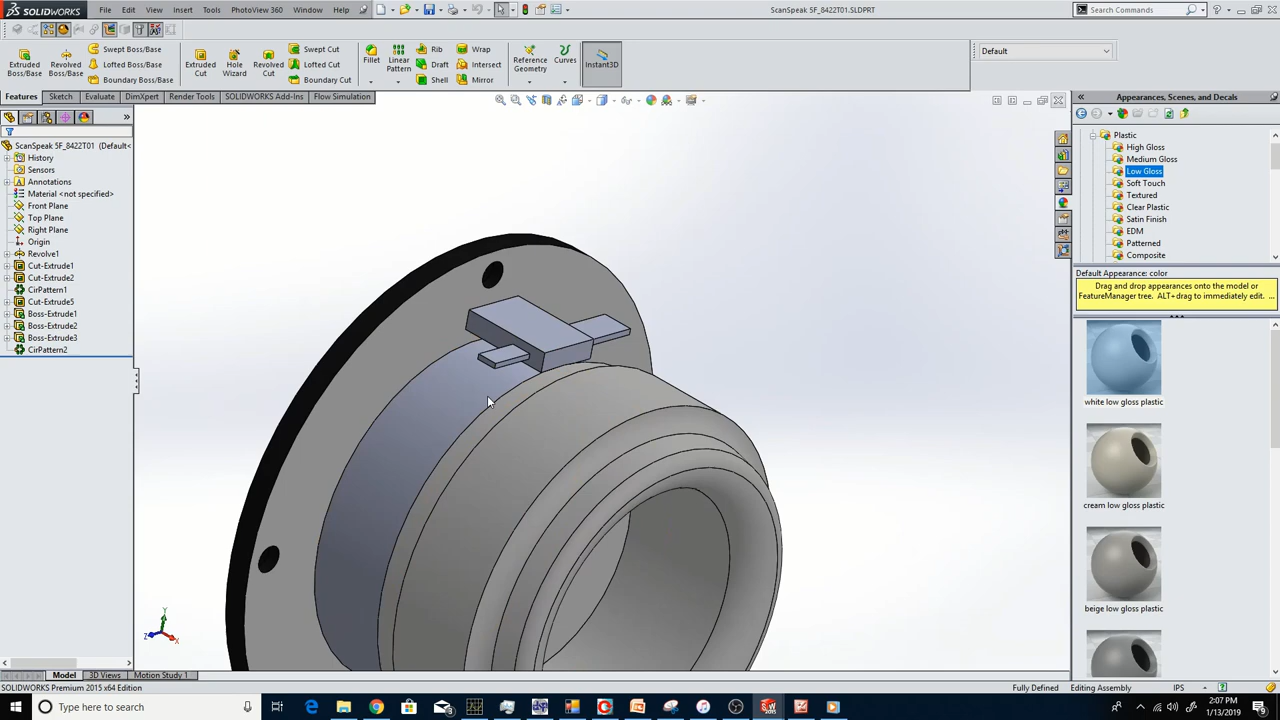 SOLIDWORKS File Edit View Insert Tools PhotoView 360 Window Help ScanSpeak 5F_8422T01.SLDPRT Search Commands
Extruded Boss/Base Revolved Boss/Base Swept Boss/Base Lofted Boss/Base Boundary Boss/Base Extruded Cut Hole Wizard Revolved Cut Swept Cut Lofted Cut Boundary Cut Fillet Linear Pattern Rib Draft Shell Wrap Intersect Mirror Reference Geometry Curves Instant3D Default
Features Sketch Evaluate DimXpert Render Tools SOLIDWORKS Add-Ins Flow Simulation Appearances, Scenes, and Decals
ScanSpeak 5F_8422T01 (Default<
History
Sensors
Annotations
Material <not specified>
Front Plane
Top Plane
Right Plane
Origin
Revolve1
Cut-Extrude1
Cut-Extrude2
CirPattern1
Cut-Extrude5
Boss-Extrude1
Boss-Extrude2
Boss-Extrude3
CirPattern2
Plastic
High Gloss
Medium Gloss
Low Gloss
Soft Touch
Textured
Clear Plastic
Satin Finish
EDM
Patterned
Composite
Default Appearance: color
Drag and drop appearances onto the model or
FeatureManager tree. ALT+drag to immediately edit. ...
white low gloss plastic
cream low gloss plastic
beige low gloss plastic
Y
Z X
Model 3D Views Motion Study 1
SOLIDWORKS Premium 2015 x64 Edition Fully Defined Editing Assembly IPS
Type here to search 2:07 PM
1/13/2019